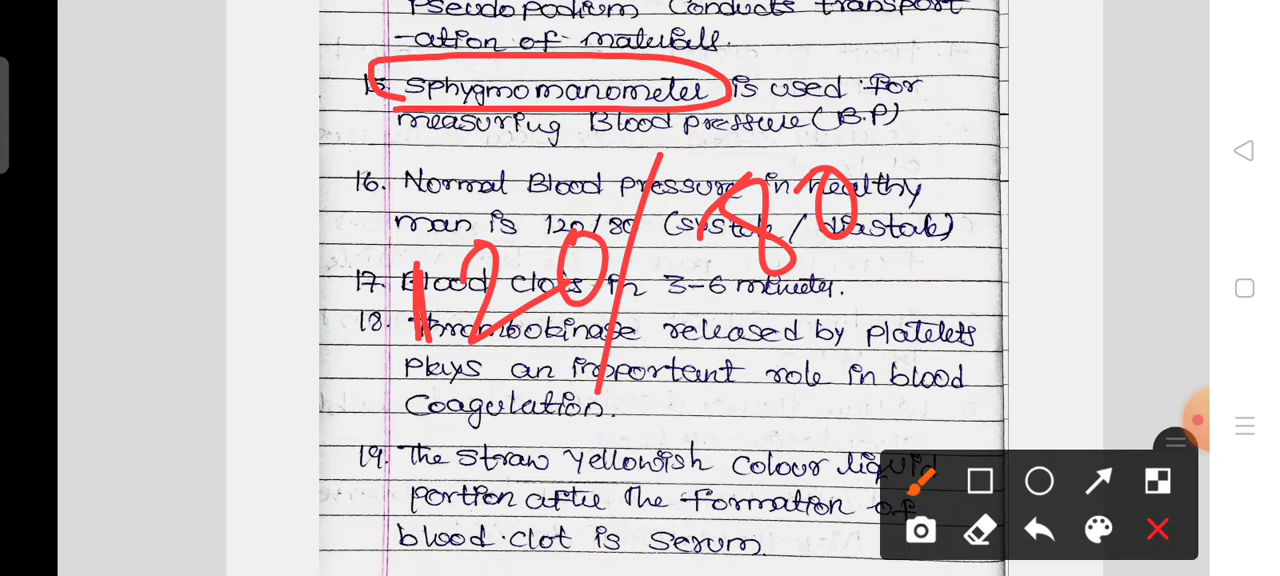 Pseudopodium Conducts transport
-ation of materials.
15. Sphygmomanometer is used for
measuring Blood pressure (B.P)
16. Normal Blood pressure in healthy
man is 120/80 (systole / diastole)
120/80
17. Blood clots in 3-6 minutes.
18. Thrombokinase released by platelets
plays an important role in blood
Coagulation.
19. The straw yellowish colour liquid
portion after the formation of
blood clot is serum